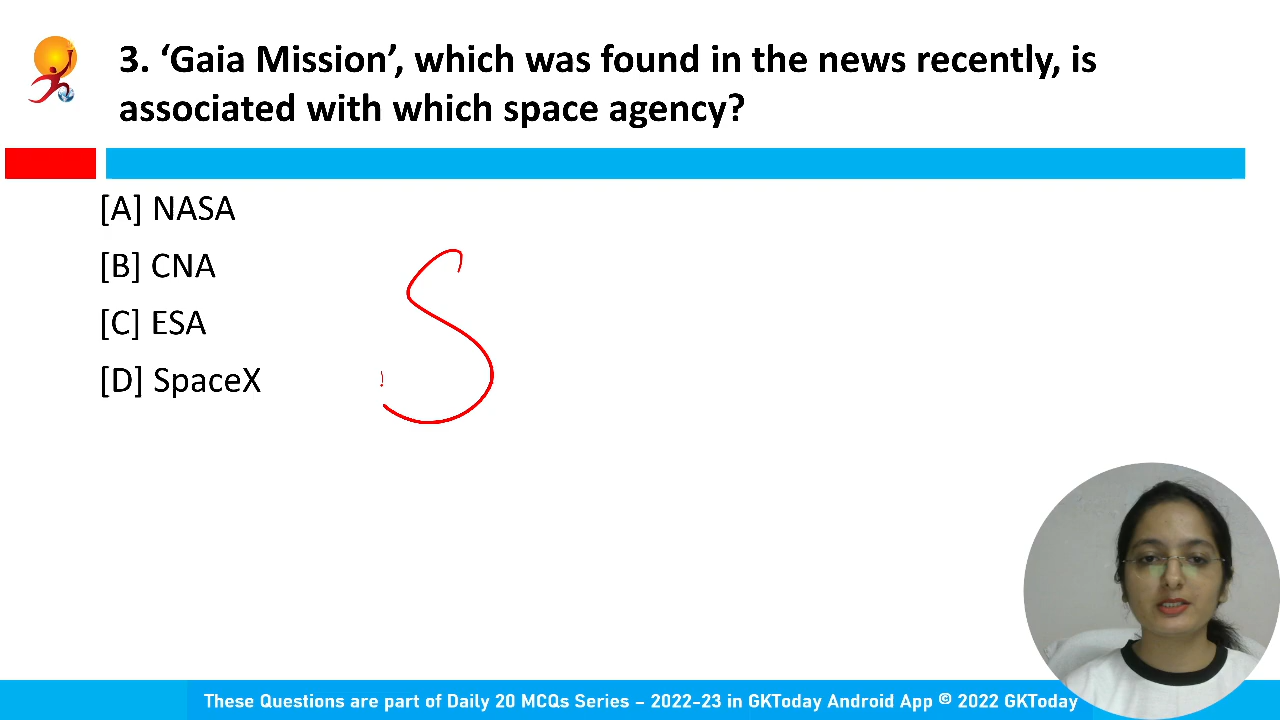 3. ‘Gaia Mission’, which was found in the news recently, is
associated with which space agency?
[A] NASA
[B] CNA
[C] ESA
[D] SpaceX
S
These Questions are part of Daily 20 MCQs Series – 2022-23 in GKToday Android App © 2022 GKToday